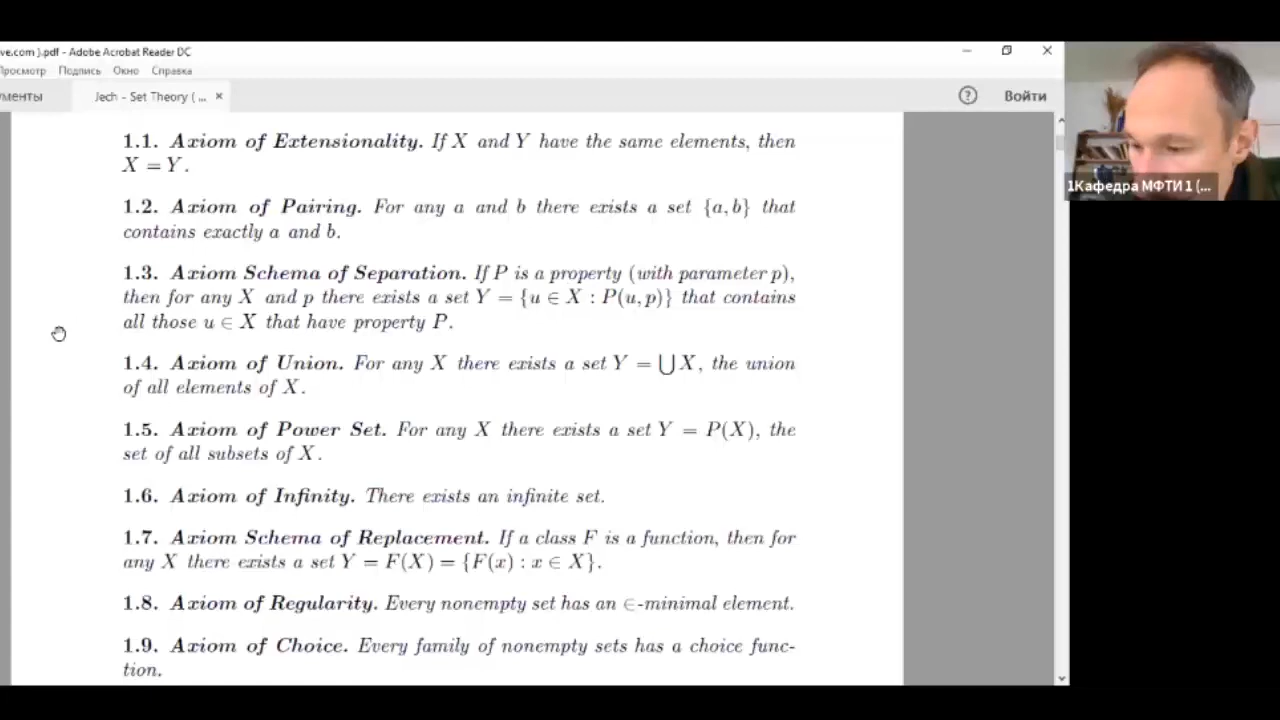 ve.com ).pdf - Adobe Acrobat Reader DC
Просмотр Подпись Окно Справка
ументы Jech - Set Theory ( ... × ? Войти
1.1. Axiom of Extensionality. If X and Y have the same elements, then
X = Y.
1.2. Axiom of Pairing. For any a and b there exists a set {a, b} that
contains exactly a and b.
1.3. Axiom Schema of Separation. If P is a property (with parameter p),
then for any X and p there exists a set Y = {u ∈ X : P(u, p)} that contains
all those u ∈ X that have property P.
1.4. Axiom of Union. For any X there exists a set Y = ⋃ X, the union
of all elements of X.
1.5. Axiom of Power Set. For any X there exists a set Y = P(X), the
set of all subsets of X.
1.6. Axiom of Infinity. There exists an infinite set.
1.7. Axiom Schema of Replacement. If a class F is a function, then for
any X there exists a set Y = F(X) = {F(x) : x ∈ X}.
1.8. Axiom of Regularity. Every nonempty set has an ∈-minimal element.
1.9. Axiom of Choice. Every family of nonempty sets has a choice func-
tion.
1Кафедра МФТИ 1 (...